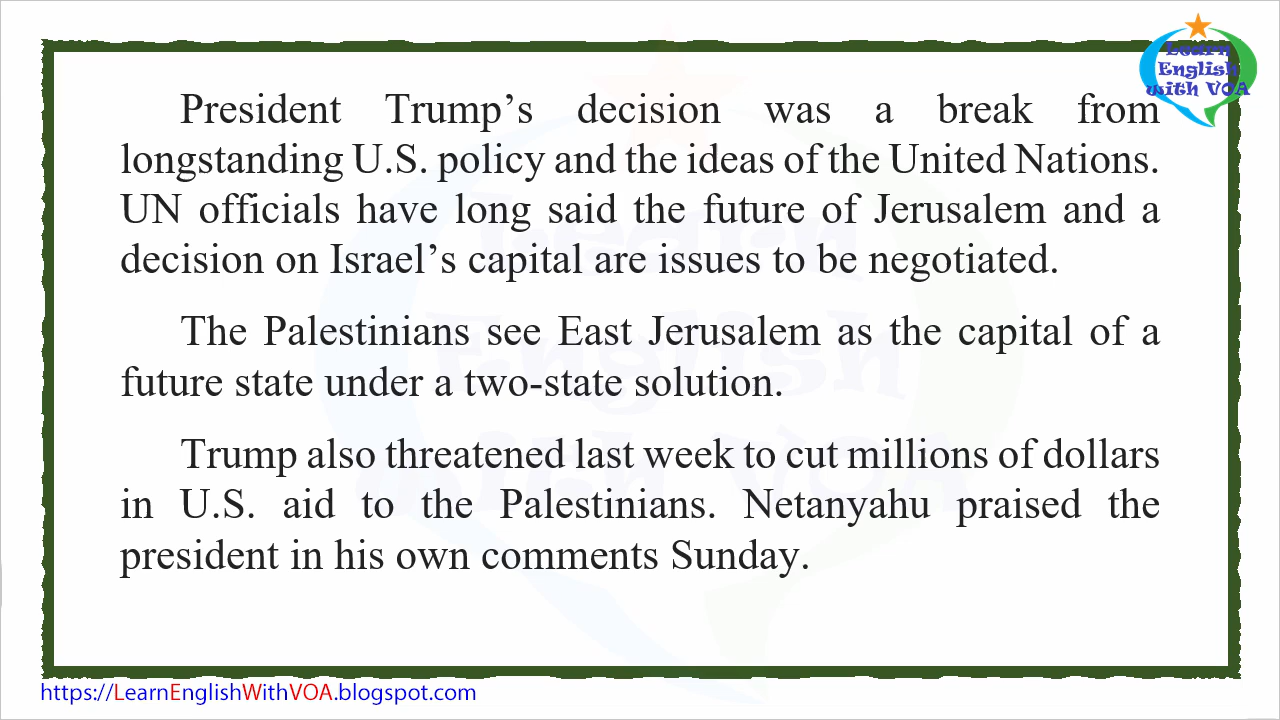 Learn
English
with VOA
President Trump’s decision was a break from
longstanding U.S. policy and the ideas of the United Nations.
UN officials have long said the future of Jerusalem and a
decision on Israel’s capital are issues to be negotiated.
The Palestinians see East Jerusalem as the capital of a
future state under a two-state solution.
Trump also threatened last week to cut millions of dollars
in U.S. aid to the Palestinians. Netanyahu praised the
president in his own comments Sunday.
https://LearnEnglishWithVOA.blogspot.com